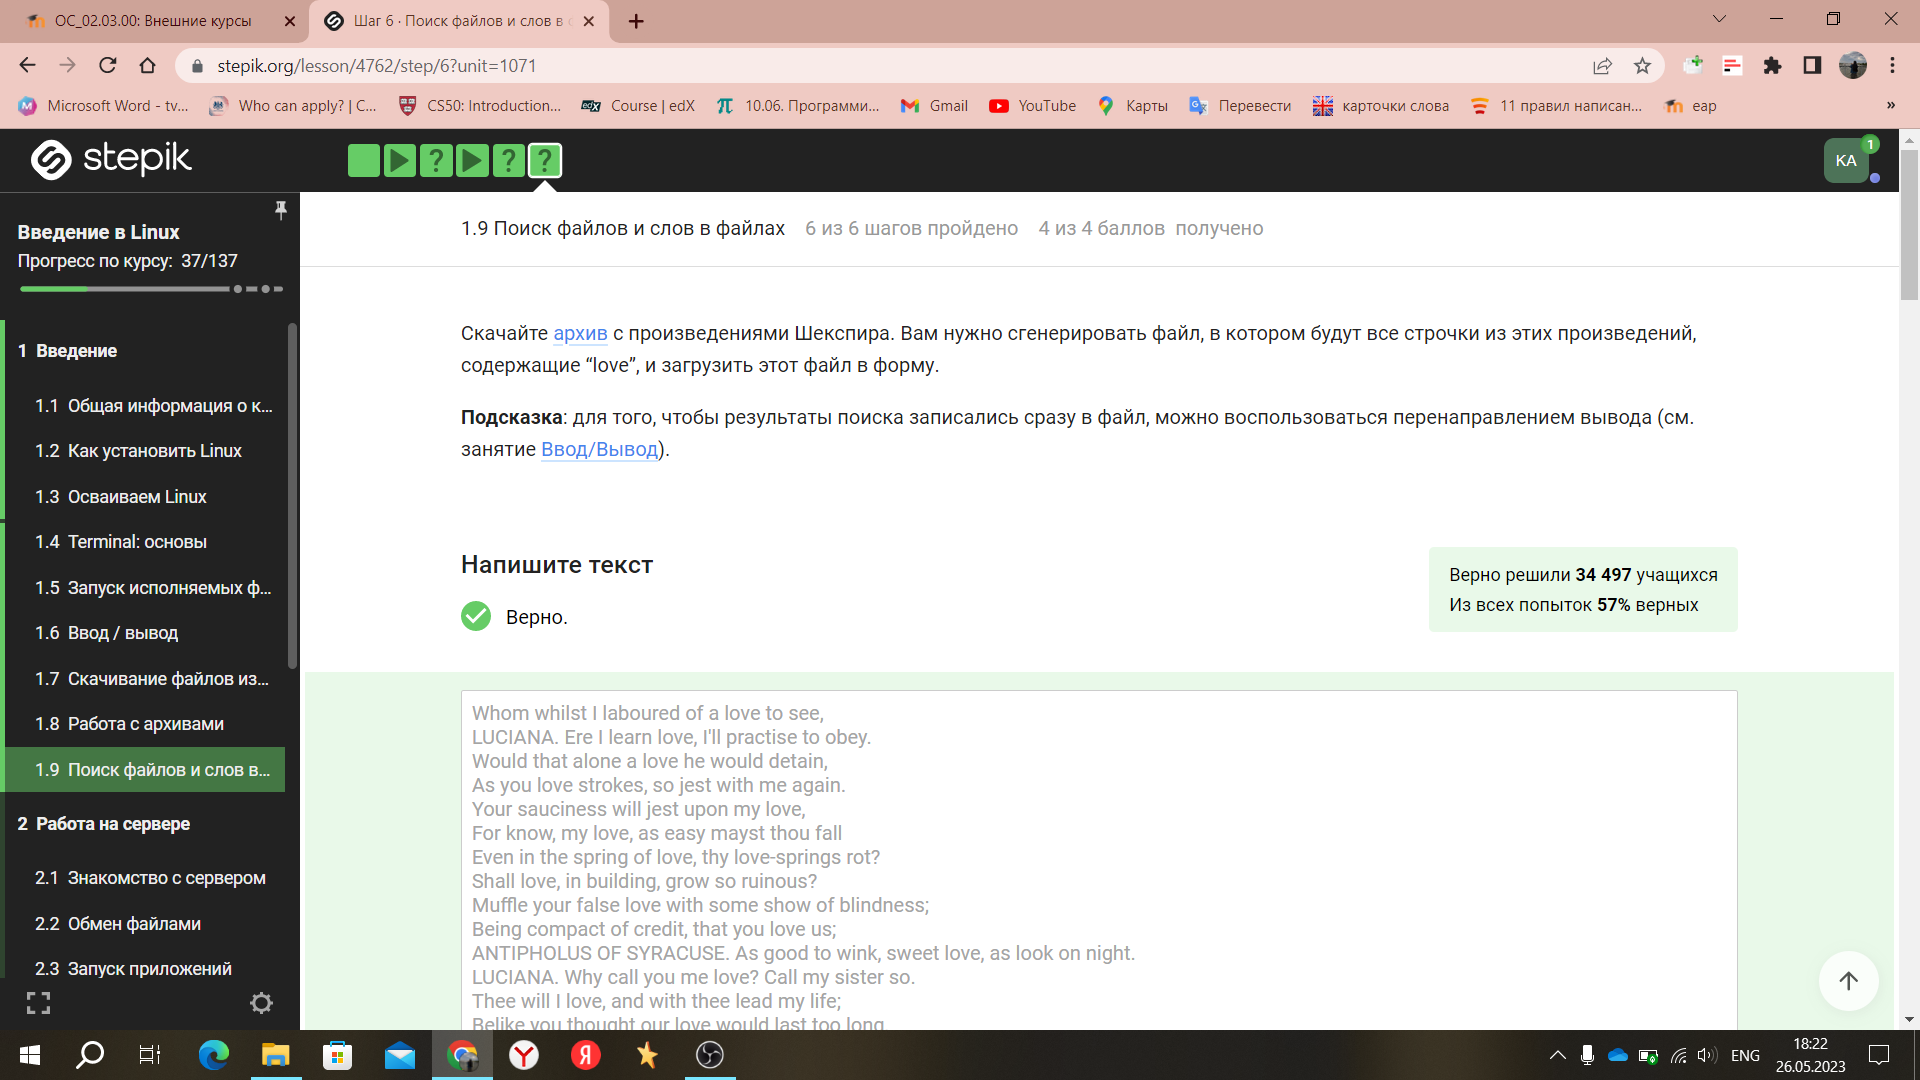 ОС_02.03.00: Внешние курсы
Шаг 6 · Поиск файлов и слов в
stepik.org/lesson/4762/step/6?unit=1071
Microsoft Word - tv...
Who can apply? | C...
CS50: Introduction...
edX Course | edX
10.06. Программи...
Gmail
YouTube
Карты
Перевести
карточки слова
11 правил написан...
eap
»
stepik
? ? ?
KA
1
Введение в Linux
Прогресс по курсу: 37/137
1 Введение
1.1 Общая информация о к...
1.2 Как установить Linux
1.3 Осваиваем Linux
1.4 Terminal: основы
1.5 Запуск исполняемых ф...
1.6 Ввод / вывод
1.7 Скачивание файлов из...
1.8 Работа с архивами
1.9 Поиск файлов и слов в...
2 Работа на сервере
2.1 Знакомство с сервером
2.2 Обмен файлами
2.3 Запуск приложений
1.9 Поиск файлов и слов в файлах 6 из 6 шагов пройдено 4 из 4 баллов получено
Скачайте архив с произведениями Шекспира. Вам нужно сгенерировать файл, в котором будут все строчки из этих произведений,
содержащие “love”, и загрузить этот файл в форму.
Подсказка: для того, чтобы результаты поиска записались сразу в файл, можно воспользоваться перенаправлением вывода (см.
занятие Ввод/Вывод).
Напишите текст
Верно.
Верно решили 34 497 учащихся
Из всех попыток 57% верных
Whom whilst I laboured of a love to see,
LUCIANA. Ere I learn love, I'll practise to obey.
Would that alone a love he would detain,
As you love strokes, so jest with me again.
Your sauciness will jest upon my love,
For know, my love, as easy mayst thou fall
Even in the spring of love, thy love-springs rot?
Shall love, in building, grow so ruinous?
Muffle your false love with some show of blindness;
Being compact of credit, that you love us;
ANTIPHOLUS OF SYRACUSE. As good to wink, sweet love, as look on night.
LUCIANA. Why call you me love? Call my sister so.
Thee will I love, and with thee lead my life;
Belike you thought our love would last too long
ENG
18:22
26.05.2023